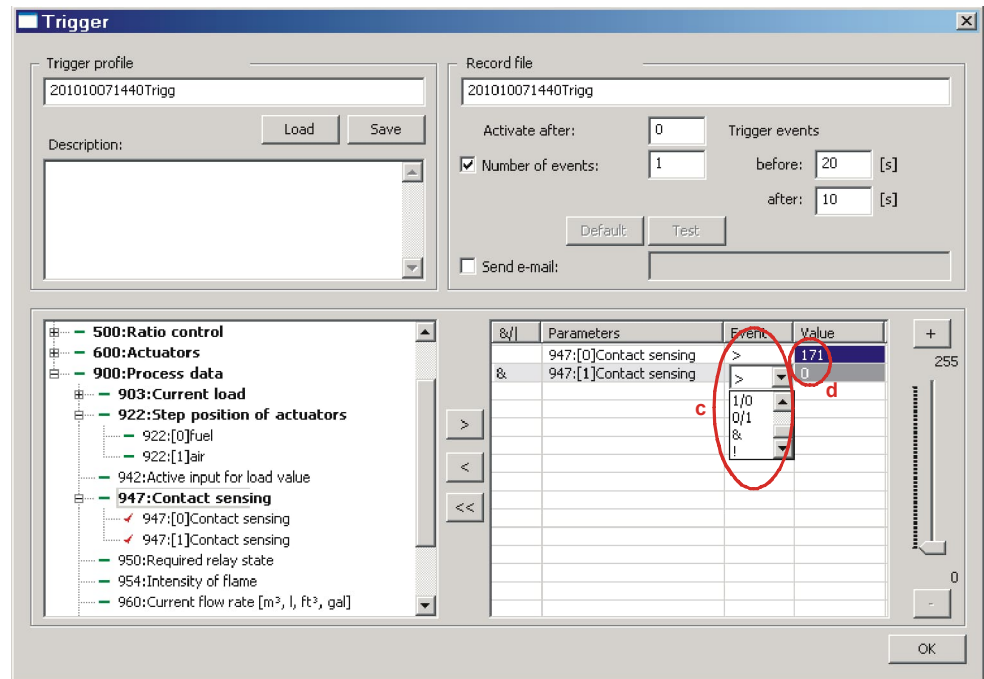 Trigger
Trigger profile
201010071440Trigg
Load
Save
Description:
Record file
201010071440Trigg
Activate after:
0
Trigger events
Number of events:
1
before:
20
[s]
after:
10
[s]
Default
Test
Send e-mail:
500:Ratio control
600:Actuators
900:Process data
903:Current load
922:Step position of actuators
922:[0]fuel
922:[1]air
942:Active input for load value
947:Contact sensing
947:[0]Contact sensing
947:[1]Contact sensing
950:Required relay state
954:Intensity of flame
960:Current flow rate [m³, l, ft³, gal]
>
<
<<
&/|
Parameters
Event
Value
947:[0]Contact sensing
>
171
&
947:[1]Contact sensing
>
0
1/0
0/1
&
!
c
d
+
255
0
-
OK